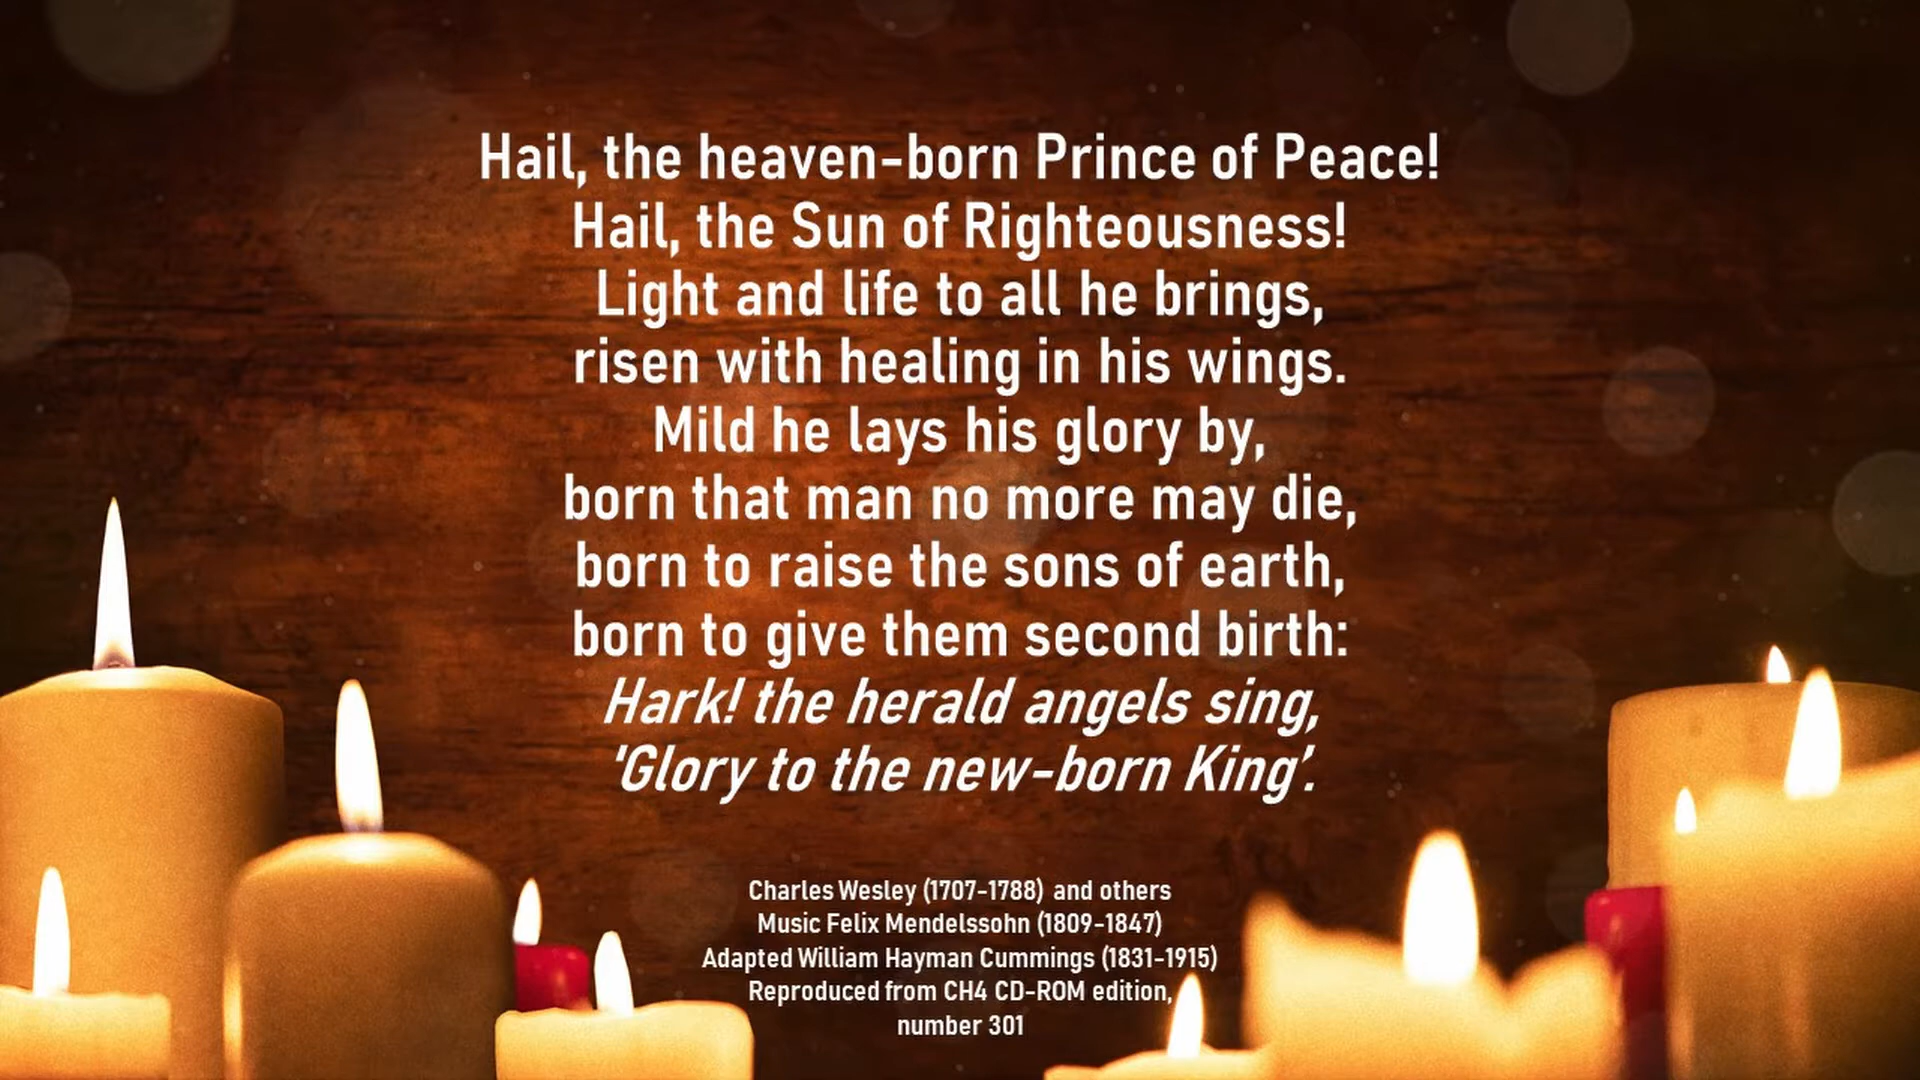 Hail, the heaven-born Prince of Peace!
Hail, the Sun of Righteousness!
Light and life to all he brings,
risen with healing in his wings.
Mild he lays his glory by,
born that man no more may die,
born to raise the sons of earth,
born to give them second birth:
Hark! the herald angels sing,
'Glory to the new-born King'.
Charles Wesley (1707-1788) and others
Music Felix Mendelssohn (1809-1847)
Adapted William Hayman Cummings (1831-1915)
Reproduced from CH4 CD-ROM edition,
number 301